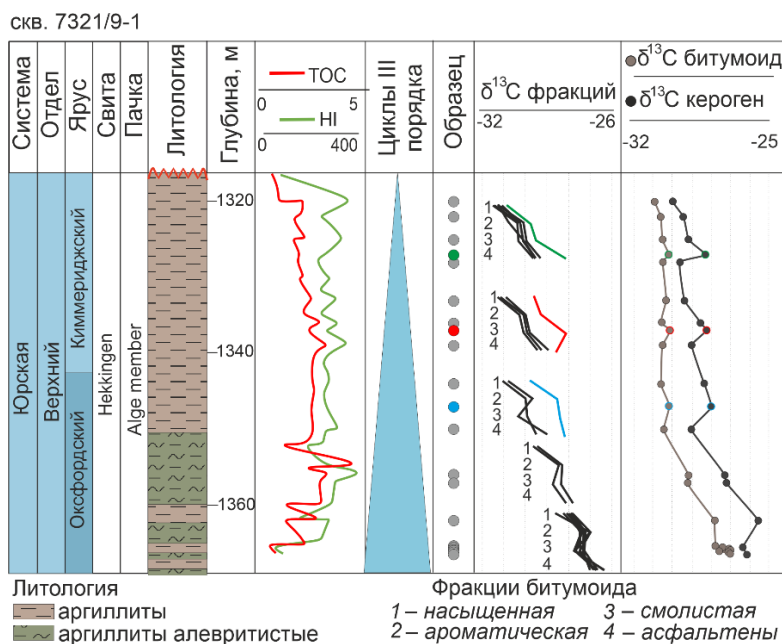 скв. 7321/9-1
Система
Отдел
Ярус
Свита
Пачка
Литология
Глубина, м
TOC
0 5
HI
0 400
Циклы III
порядка
Образец
δ13C фракций
-32 -26
δ13C битумоид
δ13C кероген
-32 -25
Юрская
Верхний
Киммериджский
Оксфордский
Hekkingen
Alge member
1320
1340
1360
1
2
3
4
1
2
3
4
1
2
3
4
1
2
3
4
1
2
3
4
Литология
аргиллиты
аргиллиты алевритистые
Фракции битумоида
1 – насыщенная 3 – смолистая
2 – ароматическая 4 – асфальтены